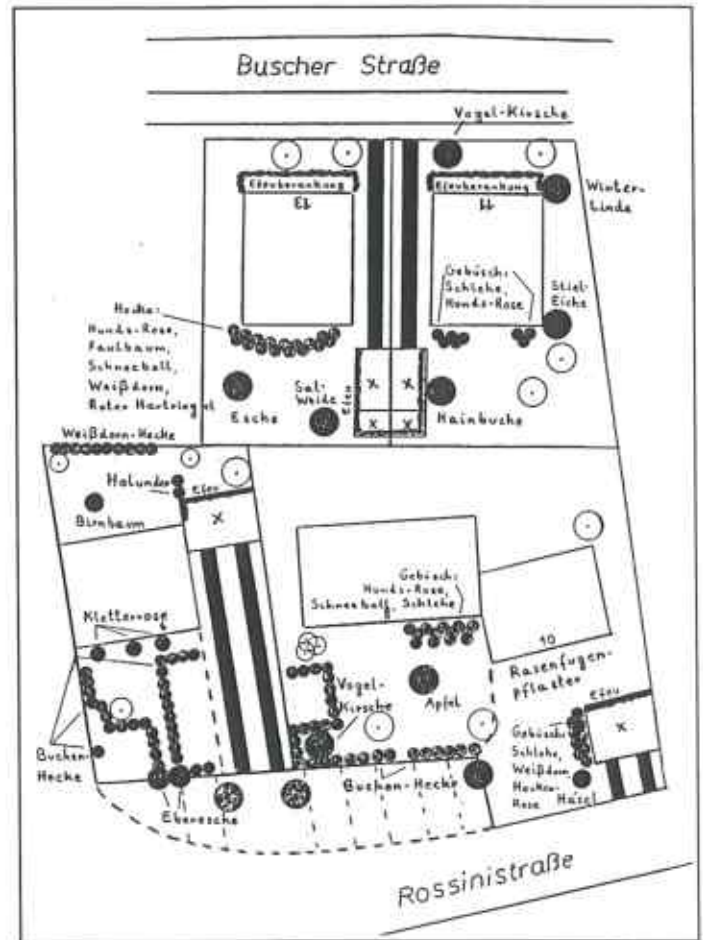 Buscher Straße
Vogel-Kirsche
Efeuberankung
13
Efeuberankung
11
Winter-
Linde
Gebüsch:
Schlehe,
Hunds-Rose
Stiel-
Eiche
Hecke:
Hunds-Rose,
Faulbaum,
Schneeball,
Weißdorn,
Roter Hartriegel
Esche
Sal-
Weide
Efeu
X X
X X
Hainbuche
Weißdorn-Hecke
Holunder
Efeu
Birnbaum
X
Gebüsch:
Hunds-Rose,
Schneeball, Schlehe
Kletterrose
10
Rasenfugen-
pflaster
Vogel-
Kirsche
Apfel
Efeu
X
Gebüsch:
Schlehe,
Weißdorn
Hecken-
Rose
Hasel
Buchen-
Hecke
Eberesche
Buchen-Hecke
Rossinistraße